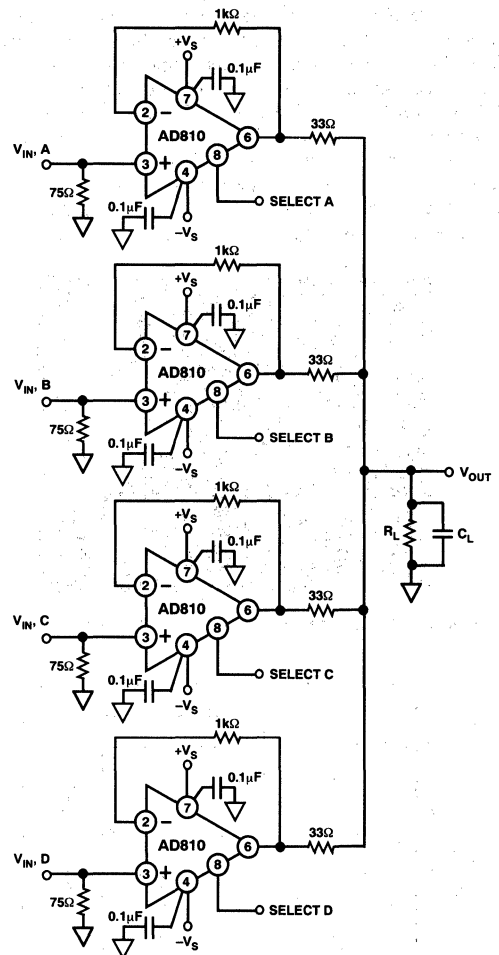 1kΩ
+VS
0.1μF
7
2 −
AD810
6
33Ω
VIN, A
3 +
8
4
75Ω
0.1μF
SELECT A
−VS
1kΩ
+VS
0.1μF
7
2 −
AD810
6
33Ω
VIN, B
3 +
8
4
75Ω
0.1μF
SELECT B
−VS
VOUT
RL
CL
1kΩ
+VS
0.1μF
7
2 −
AD810
6
33Ω
VIN, C
3 +
8
4
75Ω
0.1μF
SELECT C
−VS
1kΩ
+VS
0.1μF
7
2 −
AD810
6
33Ω
VIN, D
3 +
8
4
75Ω
0.1μF
SELECT D
−VS